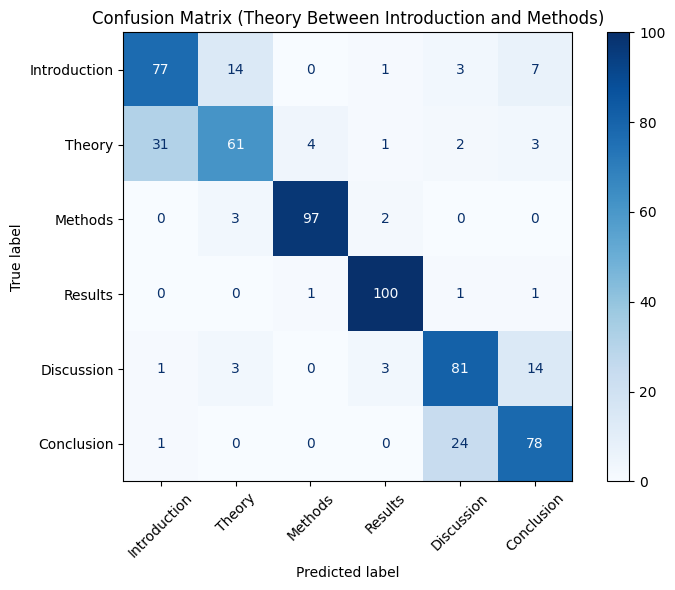 Confusion Matrix (Theory Between Introduction and Methods)
Introduction 77 14 0 1 3 7
Theory 31 61 4 1 2 3
Methods 0 3 97 2 0 0
Results 0 0 1 100 1 1
Discussion 1 3 0 3 81 14
Conclusion 1 0 0 0 24 78
True label
Introduction Theory Methods Results Discussion Conclusion
Predicted label
100
80
60
40
20
0